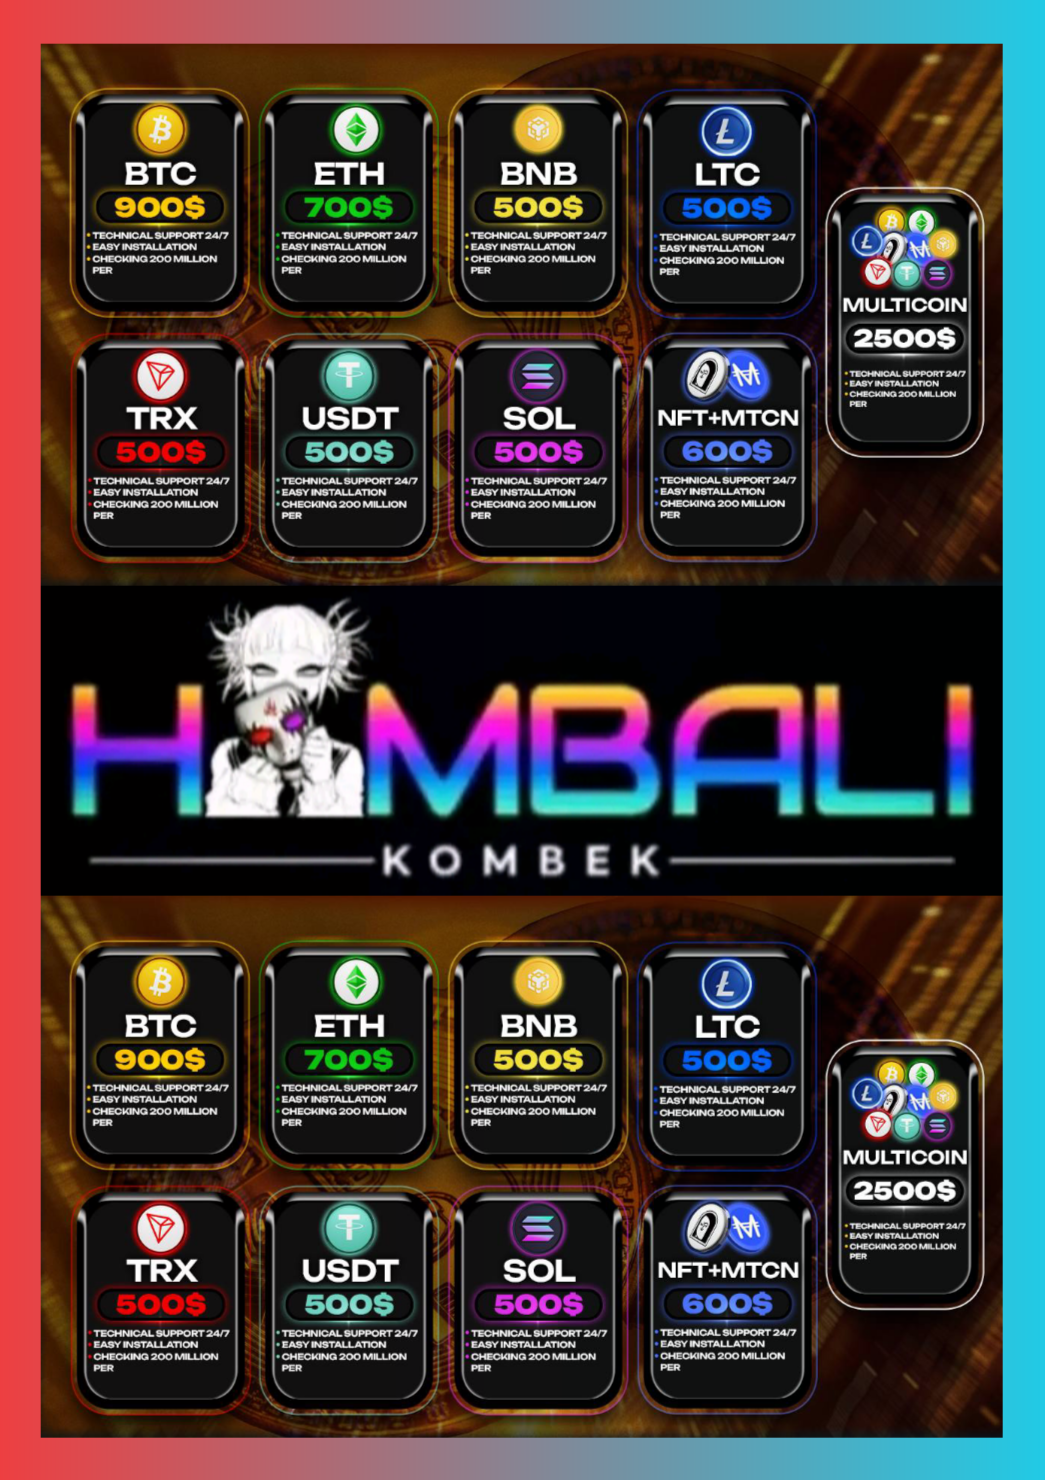 BTC
900$
• TECHNICAL SUPPORT 24/7
• EASY INSTALLATION
• CHECKING 200 MILLION
PER
ETH
700$
• TECHNICAL SUPPORT 24/7
• EASY INSTALLATION
• CHECKING 200 MILLION
PER
BNB
500$
• TECHNICAL SUPPORT 24/7
• EASY INSTALLATION
• CHECKING 200 MILLION
PER
LTC
500$
• TECHNICAL SUPPORT 24/7
• EASY INSTALLATION
• CHECKING 200 MILLION
PER
MULTICOIN
2500$
• TECHNICAL SUPPORT 24/7
• EASY INSTALLATION
• CHECKING 200 MILLION
PER
TRX
500$
• TECHNICAL SUPPORT 24/7
• EASY INSTALLATION
• CHECKING 200 MILLION
PER
USDT
500$
• TECHNICAL SUPPORT 24/7
• EASY INSTALLATION
• CHECKING 200 MILLION
PER
SOL
500$
• TECHNICAL SUPPORT 24/7
• EASY INSTALLATION
• CHECKING 200 MILLION
PER
NFT+MTCN
600$
• TECHNICAL SUPPORT 24/7
• EASY INSTALLATION
• CHECKING 200 MILLION
PER
H MBALI
KOMBEK
BTC
900$
• TECHNICAL SUPPORT 24/7
• EASY INSTALLATION
• CHECKING 200 MILLION
PER
ETH
700$
• TECHNICAL SUPPORT 24/7
• EASY INSTALLATION
• CHECKING 200 MILLION
PER
BNB
500$
• TECHNICAL SUPPORT 24/7
• EASY INSTALLATION
• CHECKING 200 MILLION
PER
LTC
500$
• TECHNICAL SUPPORT 24/7
• EASY INSTALLATION
• CHECKING 200 MILLION
PER
MULTICOIN
2500$
• TECHNICAL SUPPORT 24/7
• EASY INSTALLATION
• CHECKING 200 MILLION
PER
TRX
500$
• TECHNICAL SUPPORT 24/7
• EASY INSTALLATION
• CHECKING 200 MILLION
PER
USDT
500$
• TECHNICAL SUPPORT 24/7
• EASY INSTALLATION
• CHECKING 200 MILLION
PER
SOL
500$
• TECHNICAL SUPPORT 24/7
• EASY INSTALLATION
• CHECKING 200 MILLION
PER
NFT+MTCN
600$
• TECHNICAL SUPPORT 24/7
• EASY INSTALLATION
• CHECKING 200 MILLION
PER